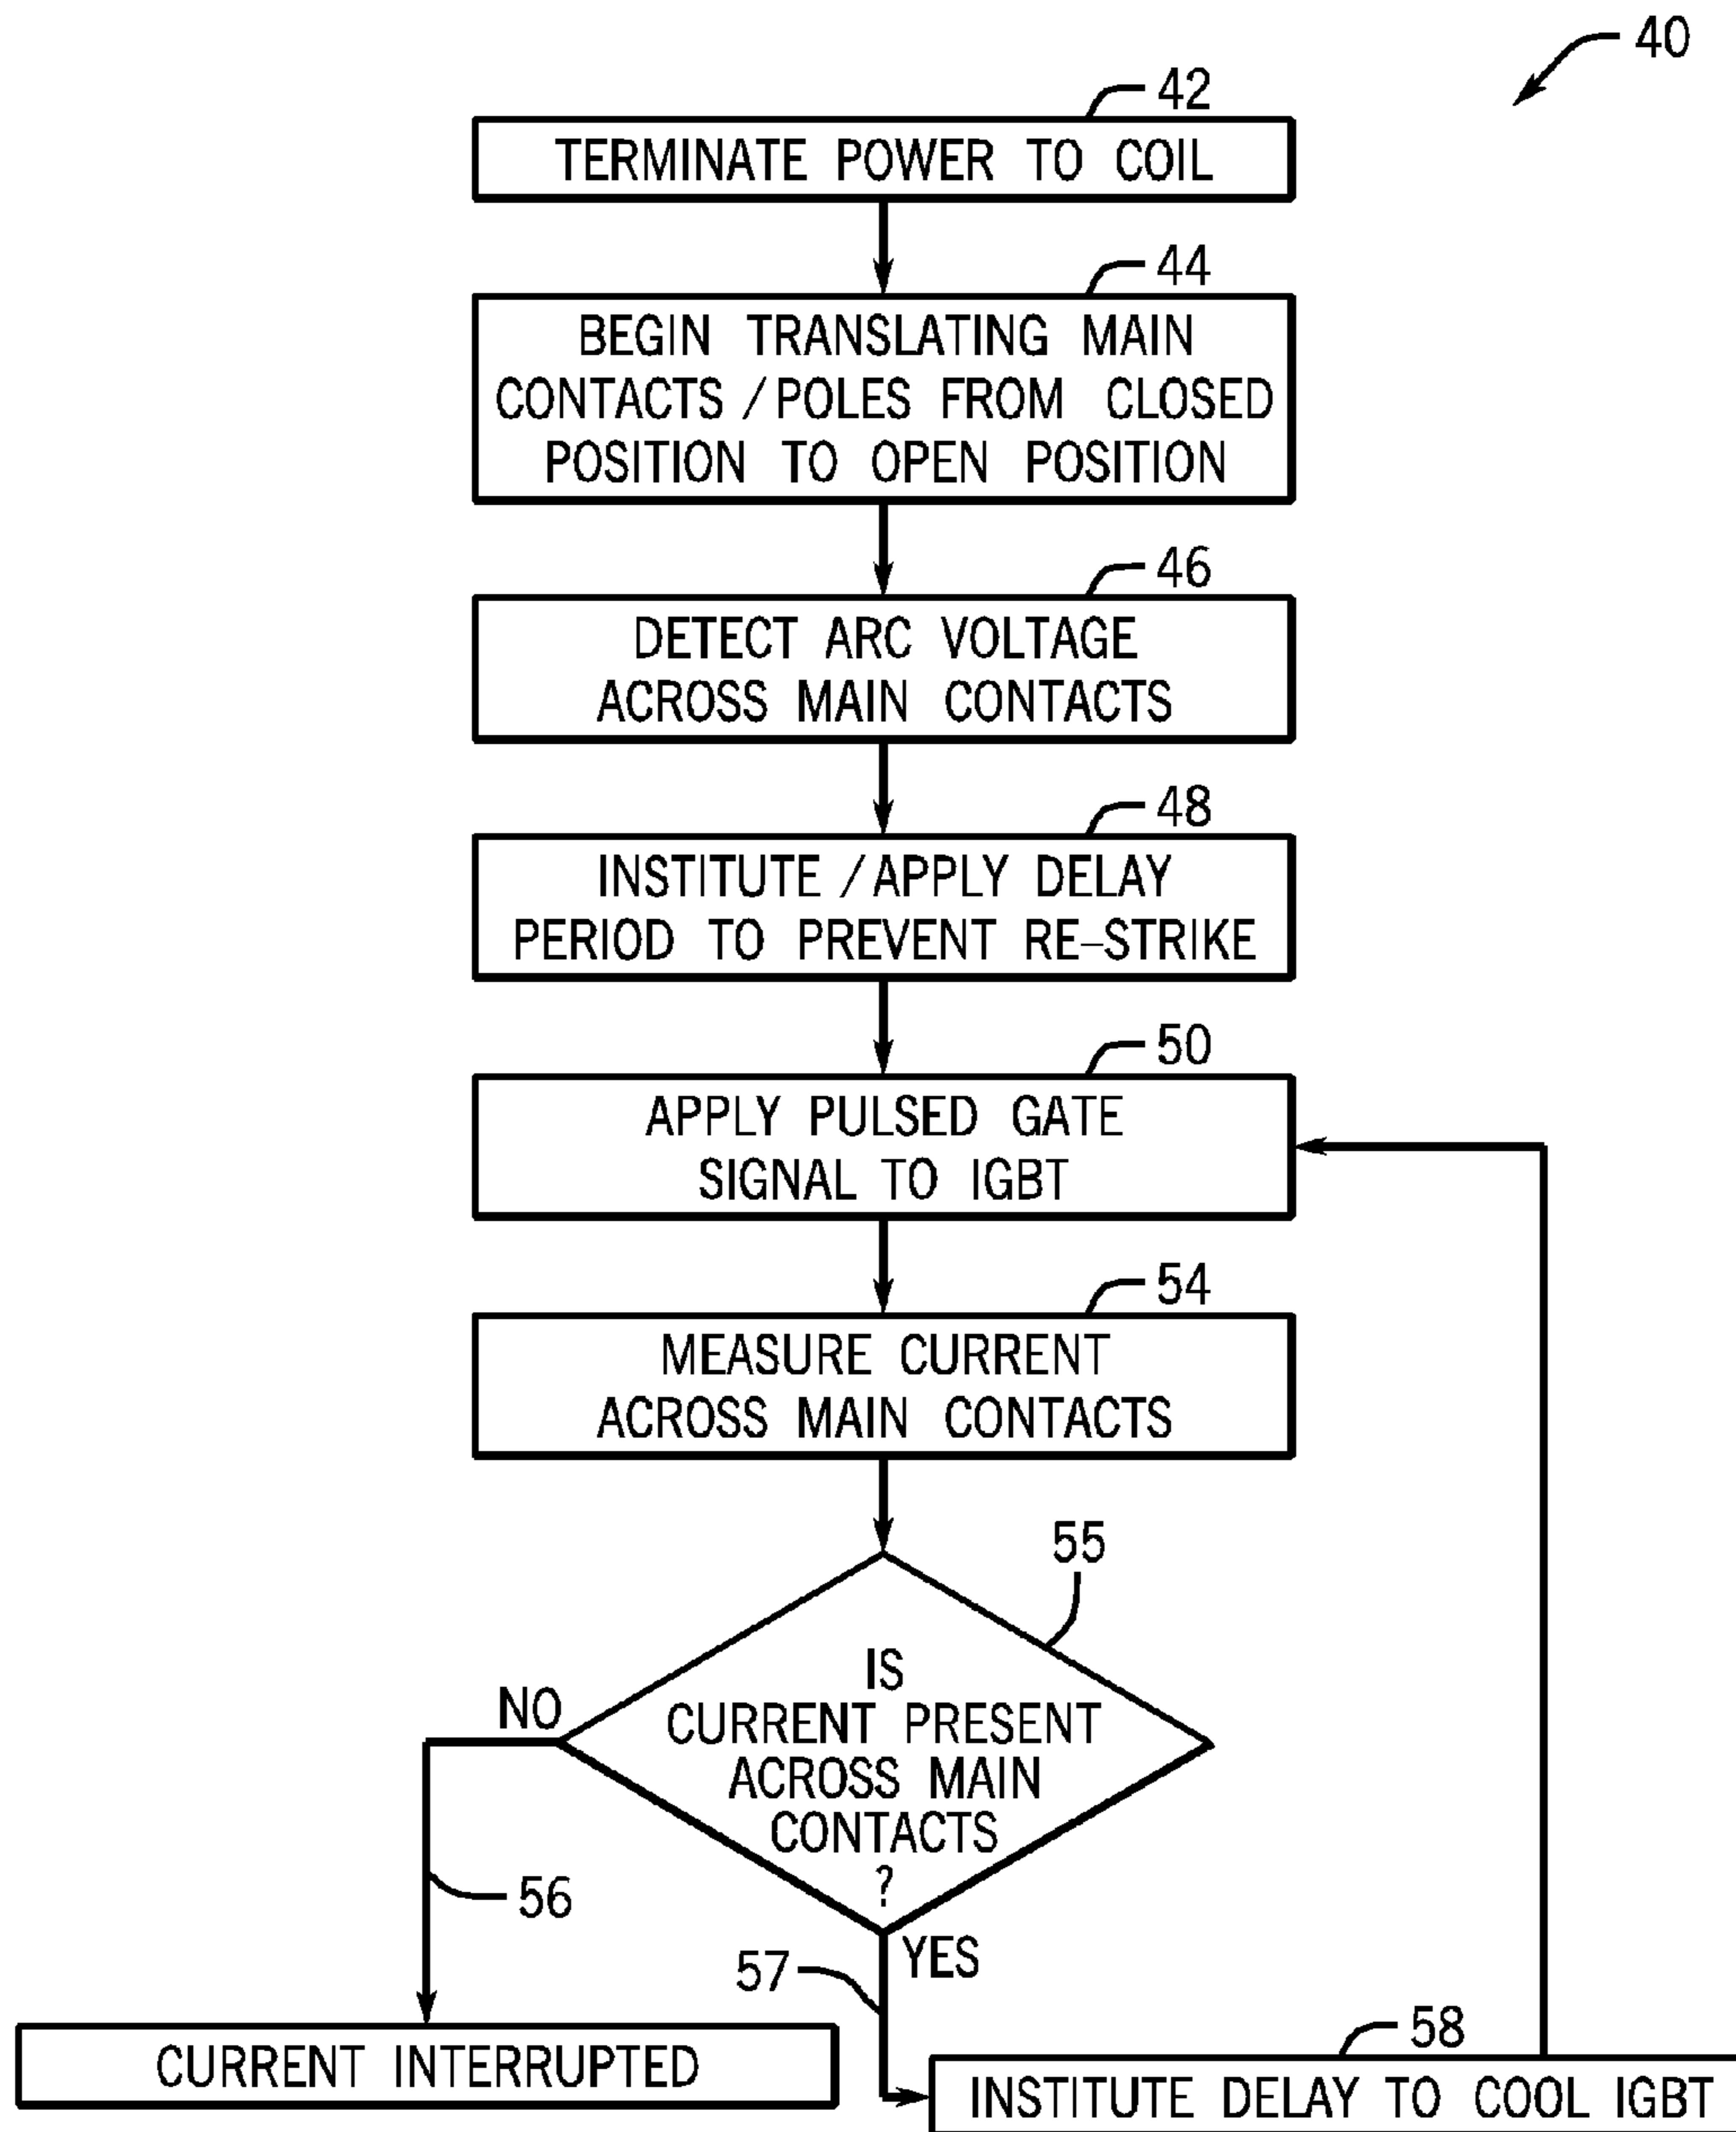 40
42
TERMINATE POWER TO COIL
44
BEGIN TRANSLATING MAIN
CONTACTS/POLES FROM CLOSED
POSITION TO OPEN POSITION
46
DETECT ARC VOLTAGE
ACROSS MAIN CONTACTS
48
INSTITUTE/APPLY DELAY
PERIOD TO PREVENT RE-STRIKE
50
APPLY PULSED GATE
SIGNAL TO IGBT
54
MEASURE CURRENT
ACROSS MAIN CONTACTS
55
IS
CURRENT PRESENT
ACROSS MAIN
CONTACTS
?
NO
56
YES
57
CURRENT INTERRUPTED
58
INSTITUTE DELAY TO COOL IGBT